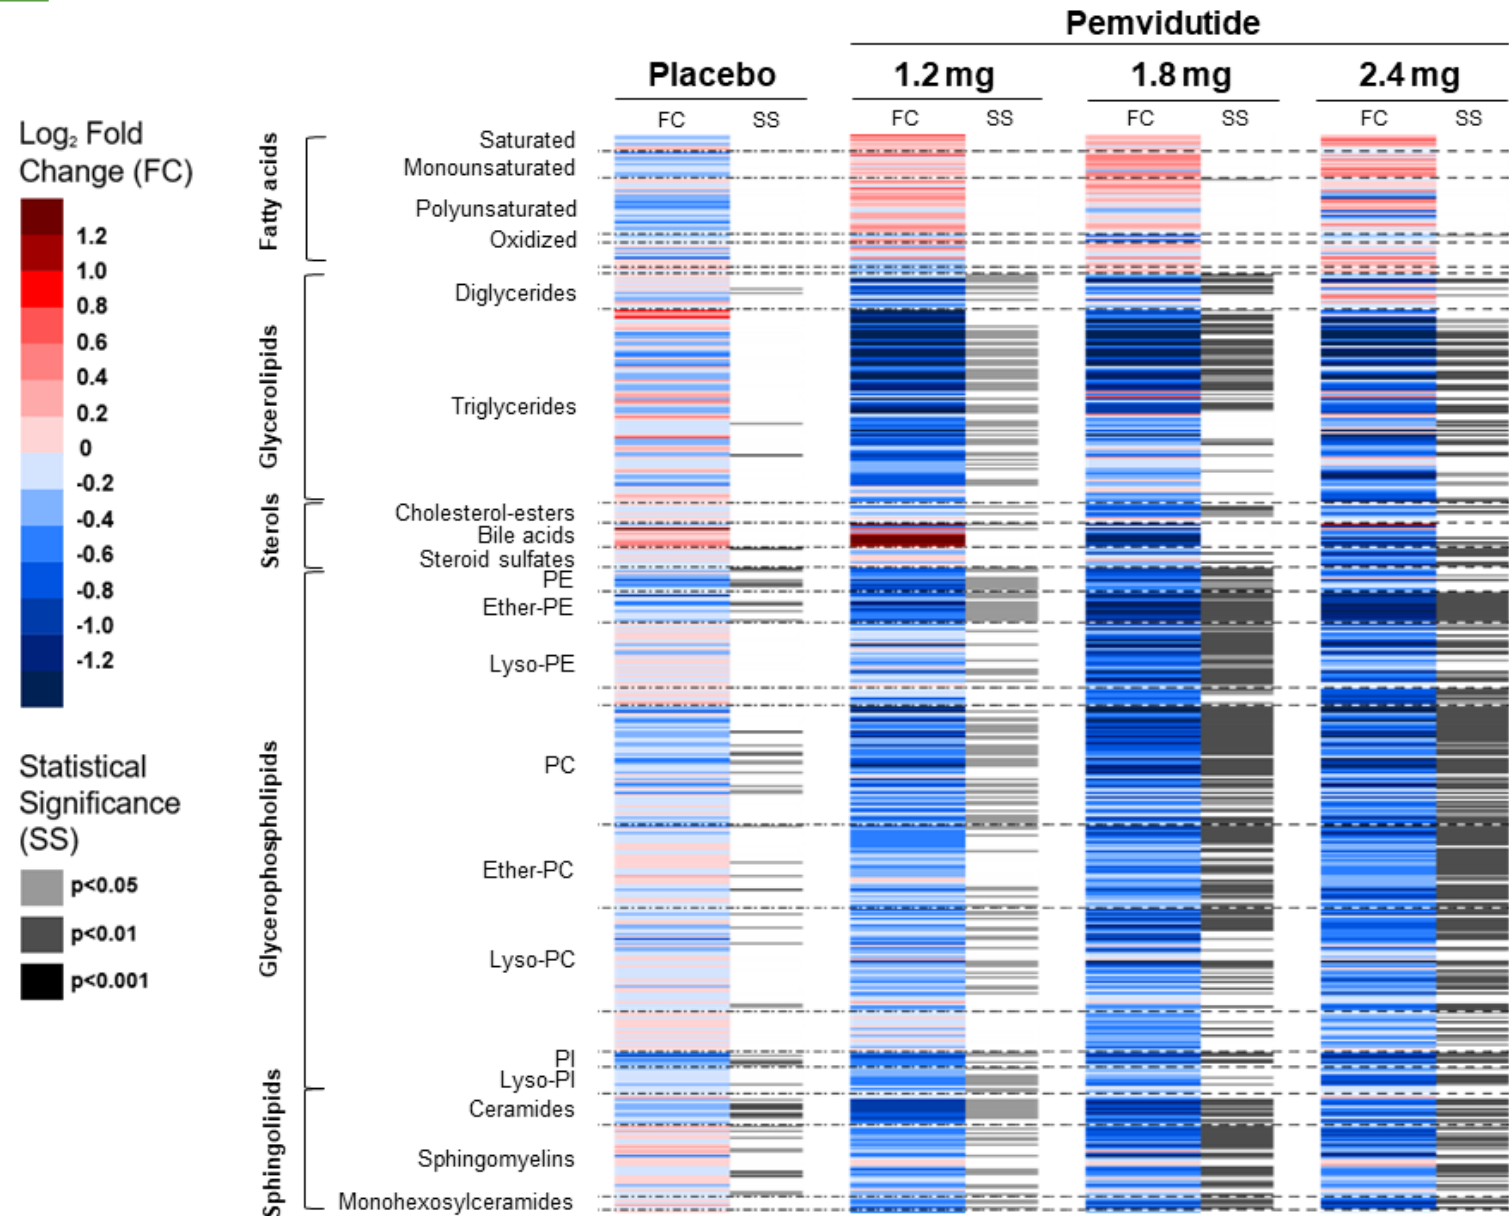 Pemvidutide
Placebo
1.2 mg
1.8 mg
2.4 mg
FC
SS
FC
SS
FC
SS
FC
SS
Log₂ Fold
Change (FC)
1.2
1.0
0.8
0.6
0.4
0.2
0
-0.2
-0.4
-0.6
-0.8
-1.0
-1.2
Statistical
Significance
(SS)
p<0.05
p<0.01
p<0.001
Fatty acids
Saturated
Monounsaturated
Polyunsaturated
Oxidized
Glycerolipids
Diglycerides
Triglycerides
Sterols
Cholesterol-esters
Bile acids
Steroid sulfates
Glycerophospholipids
PE
Ether-PE
Lyso-PE
PC
Ether-PC
Lyso-PC
PI
Lyso-PI
Sphingolipids
Ceramides
Sphingomyelins
Monohexosylceramides